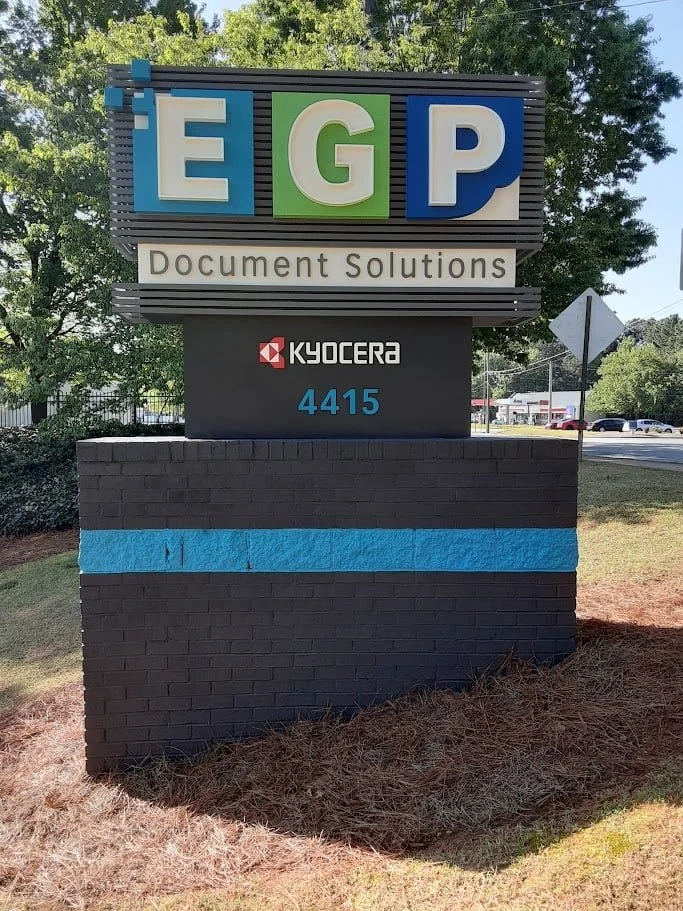 EGP
Document Solutions
KYOCERA
4415